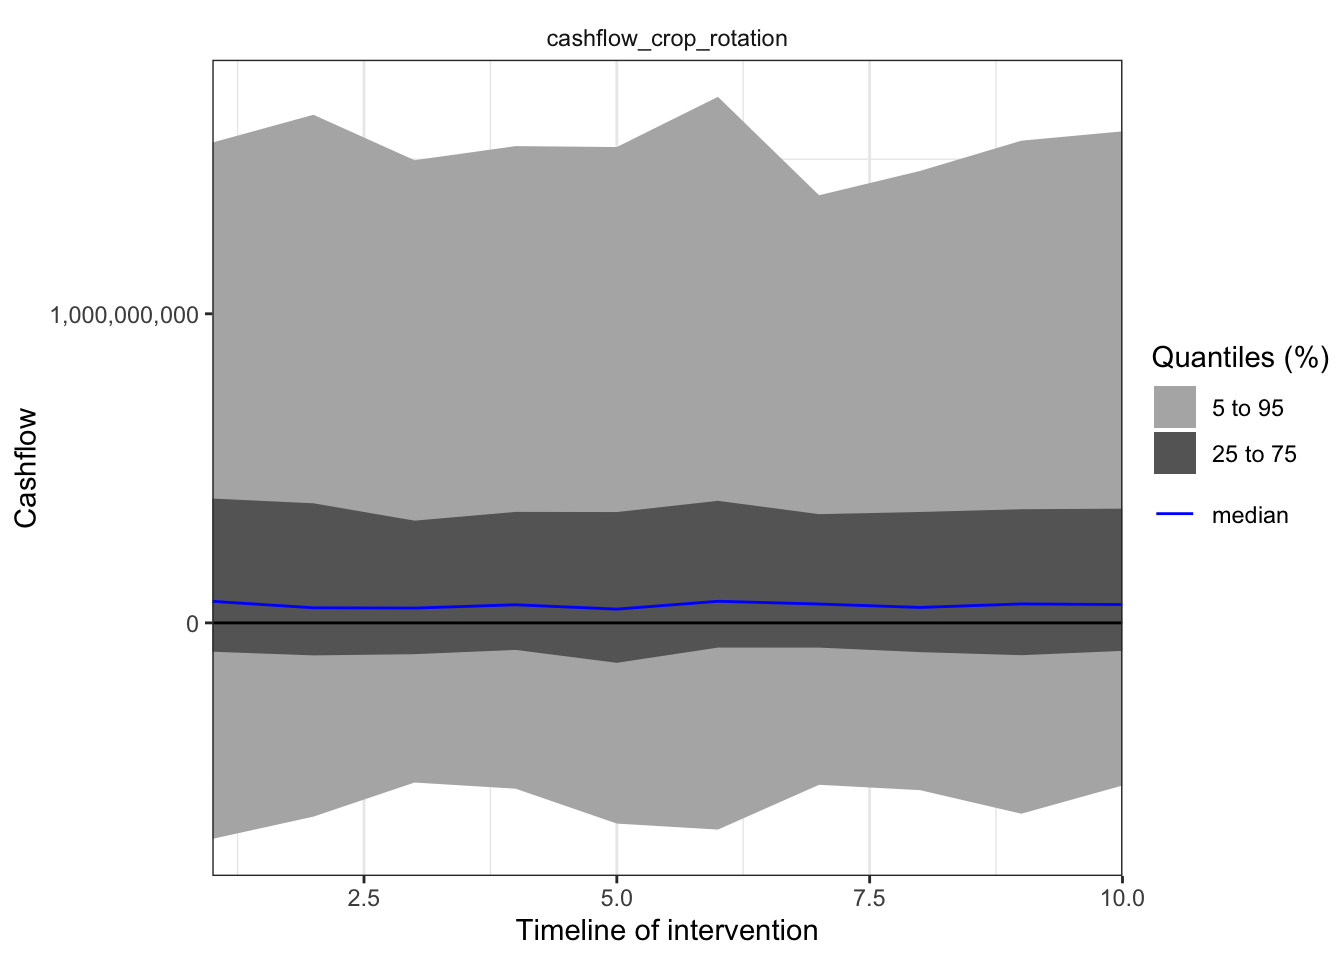 cashflow_crop_rotation
1,000,000,000
0
Cashflow
2.5 5.0 7.5 10.0
Timeline of intervention
Quantiles (%)
5 to 95
25 to 75
median